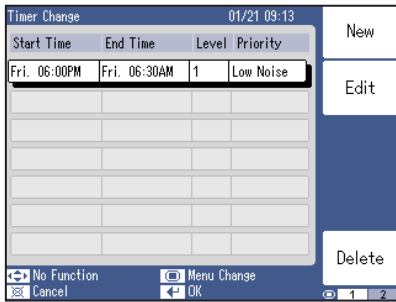 Timer Change 01/21 09:13
New
Start Time End Time Level Priority
Fri. 06:00PM Fri. 06:30AM 1 Low Noise
Edit
Delete
No Function Menu Change
Cancel OK
1 2